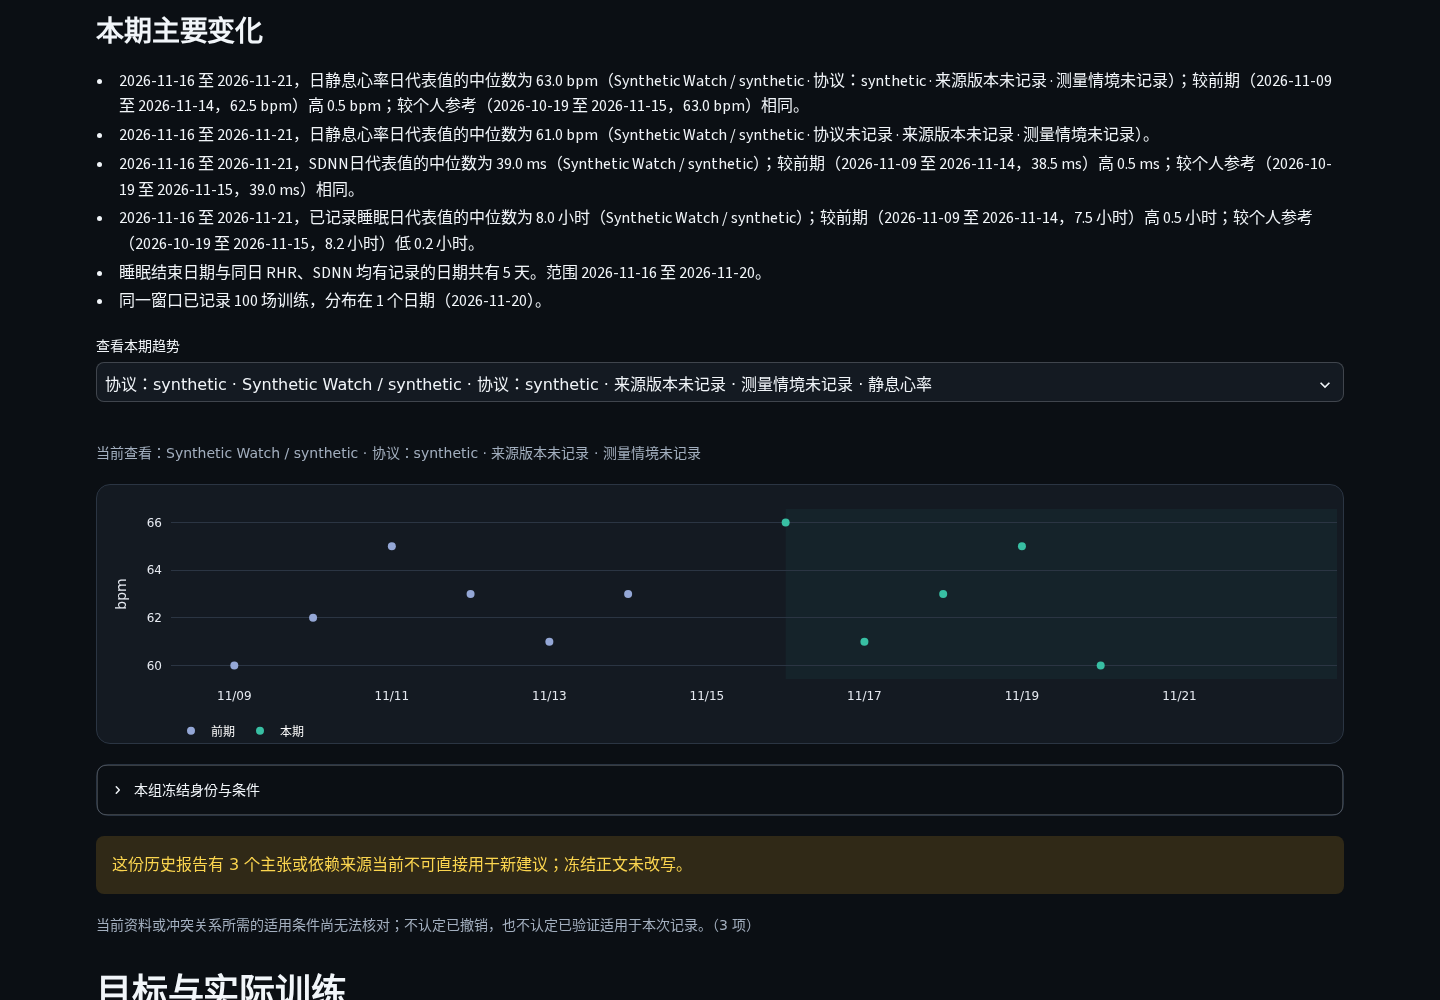 本期主要变化
2026-11-16 至 2026-11-21，日静息心率日代表值的中位数为 63.0 bpm（Synthetic Watch / synthetic · 协议：synthetic · 来源版本未记录 · 测量情境未记录）；较前期（2026-11-09
至 2026-11-14，62.5 bpm）高 0.5 bpm；较个人参考（2026-10-19 至 2026-11-15，63.0 bpm）相同。
2026-11-16 至 2026-11-21，日静息心率日代表值的中位数为 61.0 bpm（Synthetic Watch / synthetic · 协议未记录 · 来源版本未记录 · 测量情境未记录）。
2026-11-16 至 2026-11-21，SDNN日代表值的中位数为 39.0 ms（Synthetic Watch / synthetic）；较前期（2026-11-09 至 2026-11-14，38.5 ms）高 0.5 ms；较个人参考（2026-10-
19 至 2026-11-15，39.0 ms）相同。
2026-11-16 至 2026-11-21，已记录睡眠日代表值的中位数为 8.0 小时（Synthetic Watch / synthetic）；较前期（2026-11-09 至 2026-11-14，7.5 小时）高 0.5 小时；较个人参考
（2026-10-19 至 2026-11-15，8.2 小时）低 0.2 小时。
睡眠结束日期与同日 RHR、SDNN 均有记录的日期共有 5 天。范围 2026-11-16 至 2026-11-20。
同一窗口已记录 100 场训练，分布在 1 个日期（2026-11-20）。
查看本期趋势
协议：synthetic · Synthetic Watch / synthetic · 协议：synthetic · 来源版本未记录 · 测量情境未记录 · 静息心率
当前查看：Synthetic Watch / synthetic · 协议：synthetic · 来源版本未记录 · 测量情境未记录
66
64
62
60
bpm
11/09 11/11 11/13 11/15 11/17 11/19 11/21
前期 本期
本组冻结身份与条件
这份历史报告有 3 个主张或依赖来源当前不可直接用于新建议；冻结正文未改写。
当前资料或冲突关系所需的适用条件尚无法核对；不认定已撤销，也不认定已验证适用于本次记录。（3 项）
目标与实际训练